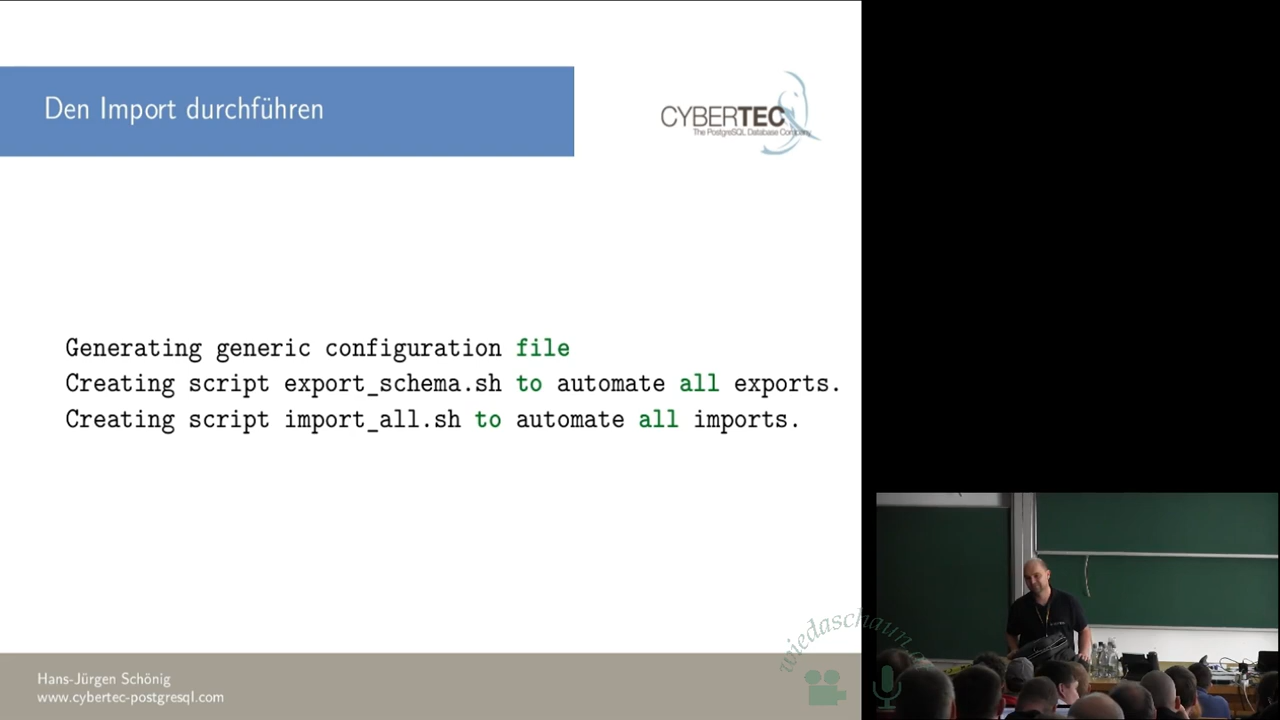 Den Import durchführen
CYBERTEC
The PostgreSQL Database Company
Generating generic configuration file
Creating script export_schema.sh to automate all exports.
Creating script import_all.sh to automate all imports.
Hans-Jürgen Schönig
www.cybertec-postgresql.com
wiedaschaun